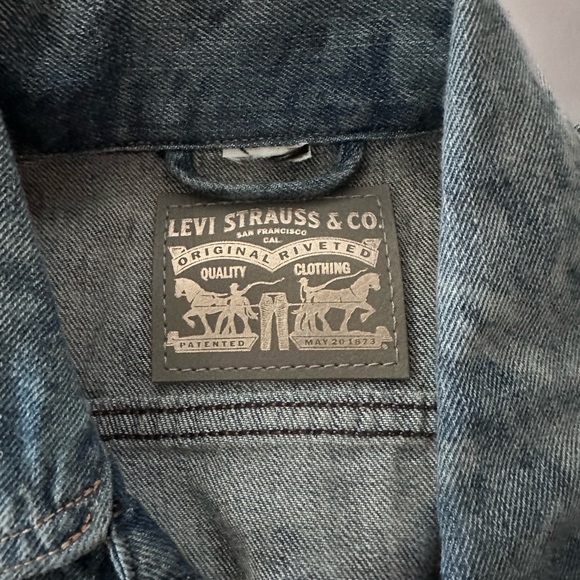 LEVI STRAUSS & CO.
SAN FRANCISCO
CAL.
ORIGINAL RIVETED
QUALITY CLOTHING
PATENTED MAY 20 1873